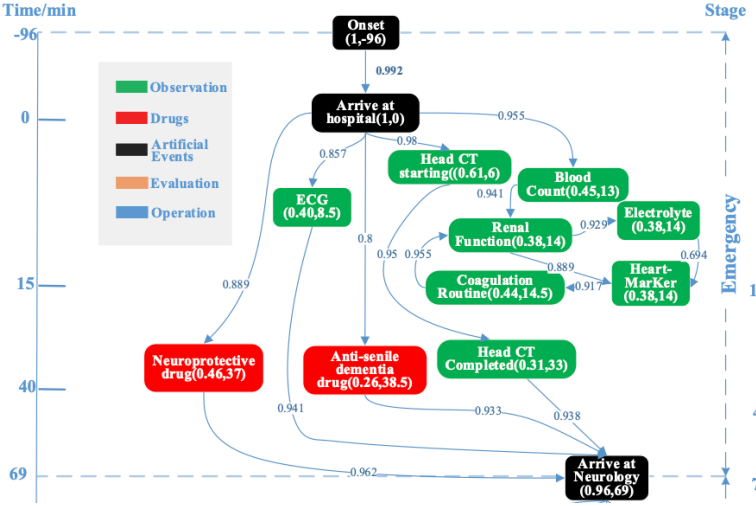 Time/min
Stage
-96
Onset
(1,-96)
0.992
Observation
Drugs
Artificial
Events
Evaluation
Operation
0
Arrive at
hospital(1,0)
0.955
0.98
0.857
Head CT
starting((0.61,6)
Blood
Count(0.45,13)
0.941
ECG
(0.40,8.5)
Renal
Function(0.38,14)
0.929
Electrolyte
(0.38,14)
0.8
0.95
0.955
0.889
0.694
Heart-
MarKer
(0.38,14)
0.917
Coagulation
Routine(0.44,14.5)
0.889
15
Emergency
1
Neuroprotective
drug(0.46,37)
Anti-senile
dementia
drug(0.26,38.5)
Head CT
Completed(0.31,33)
40
4
0.941
0.933
0.938
0.962
Arrive at
Neurology
(0.96,69)
69
7